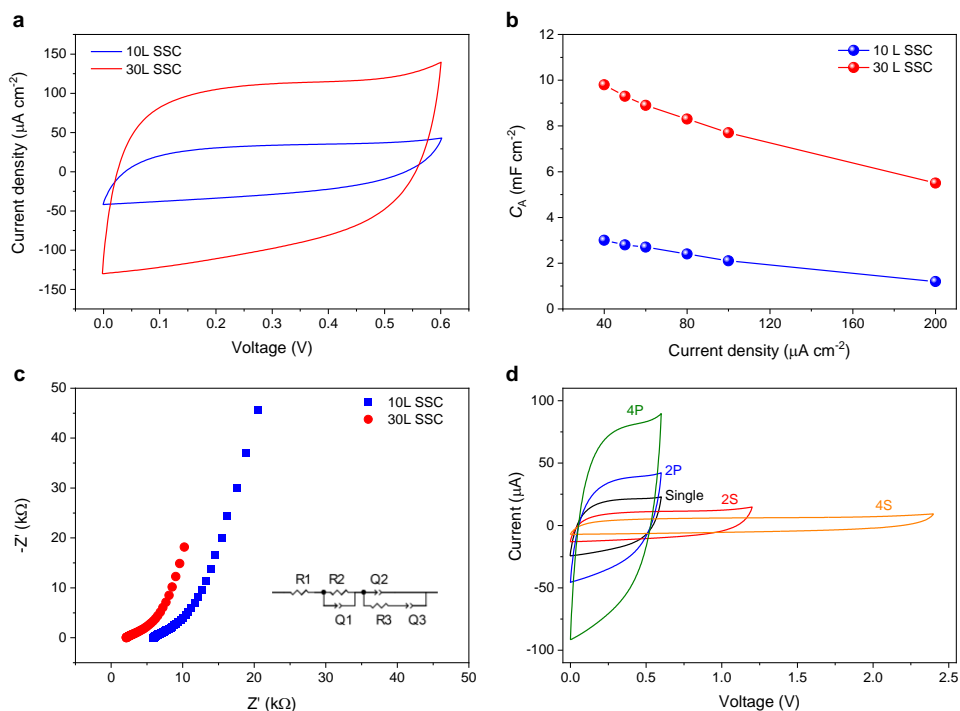 a
10L SSC
30L SSC
Current density (μA cm⁻²)
150
100
50
0
-50
-100
-150
0.0 0.1 0.2 0.3 0.4 0.5 0.6
Voltage (V)
b
10 L SSC
30 L SSC
C_A (mF cm⁻²)
12
10
8
6
4
2
0
40 80 120 160 200
Current density (μA cm⁻²)
c
10L SSC
30L SSC
-Z' (kΩ)
50
40
30
20
10
0
R1 R2 Q2
Q1 R3 Q3
0 10 20 30 40 50
Z' (kΩ)
d
Current (μA)
100
50
0
-50
-100
4P
2P
Single
2S
4S
0.0 0.5 1.0 1.5 2.0 2.5
Voltage (V)